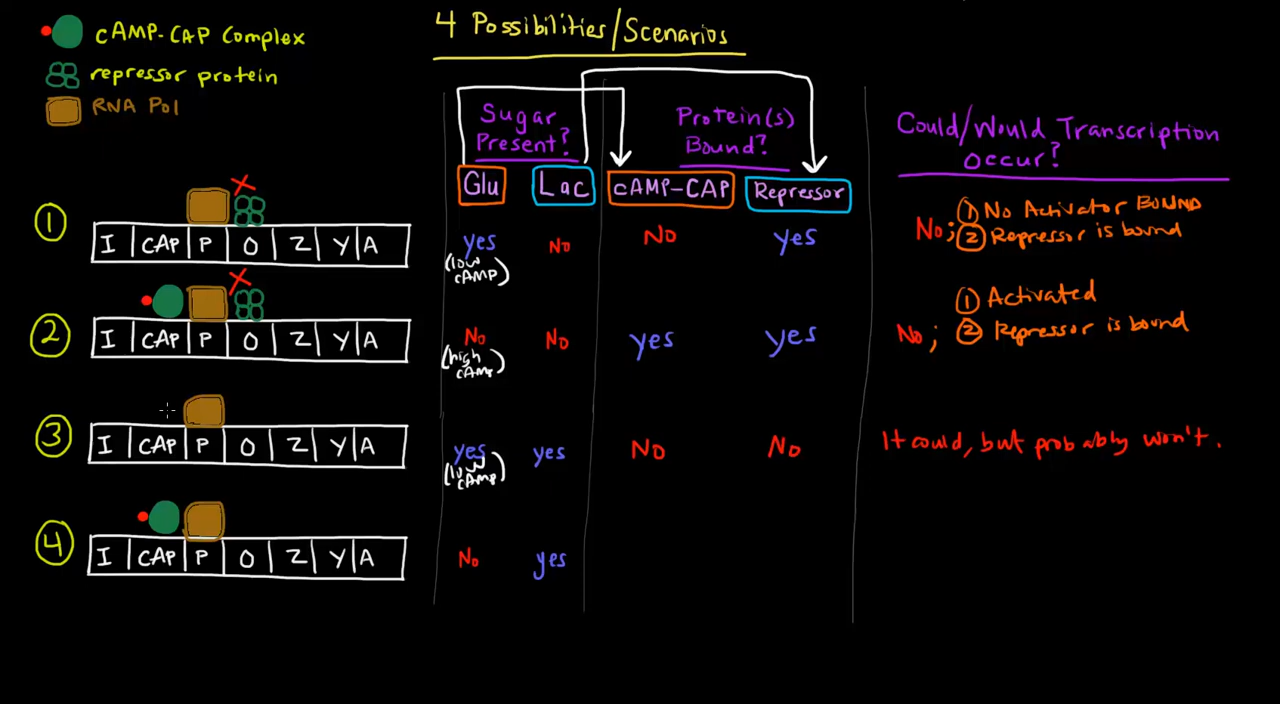 4 Possibilities/Scenarios
cAMP-CAP Complex
repressor protein
RNA Pol
Sugar
Present?
Protein(s)
Bound?
Could/Would Transcription
Occur?
Glu Lac cAMP-CAP Repressor
1
I CAP P O Z Y A
yes No No yes
(low
cAMP)
No; 1 No Activator Bound
2 Repressor is bound
2
I CAP P O Z Y A
No No yes yes
(high
cAMP)
No; 1 Activated
2 Repressor is bound
3
I CAP P O Z Y A
yes yes No No
(low
cAMP)
It could, but probably won't.
4
I CAP P O Z Y A
No yes